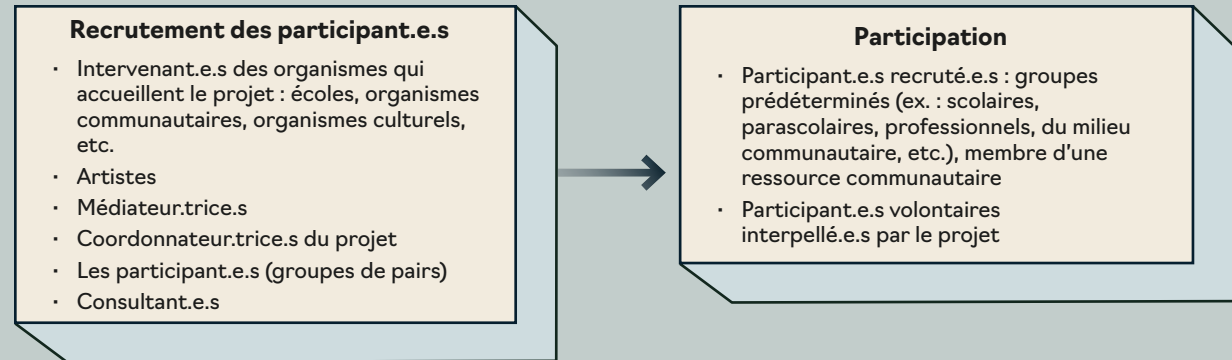 Recrutement des participant.e.s
· Intervenant.e.s des organismes qui
accueillent le projet : écoles, organismes
communautaires, organismes culturels,
etc.
· Artistes
· Médiateur.trice.s
· Coordonnateur.trice.s du projet
· Les participant.e.s (groupes de pairs)
· Consultant.e.s
Participation
· Participant.e.s recruté.e.s : groupes
prédéterminés (ex. : scolaires,
parascolaires, professionnels, du milieu
communautaire, etc.), membre d’une
ressource communautaire
· Participant.e.s volontaires
interpellé.e.s par le projet